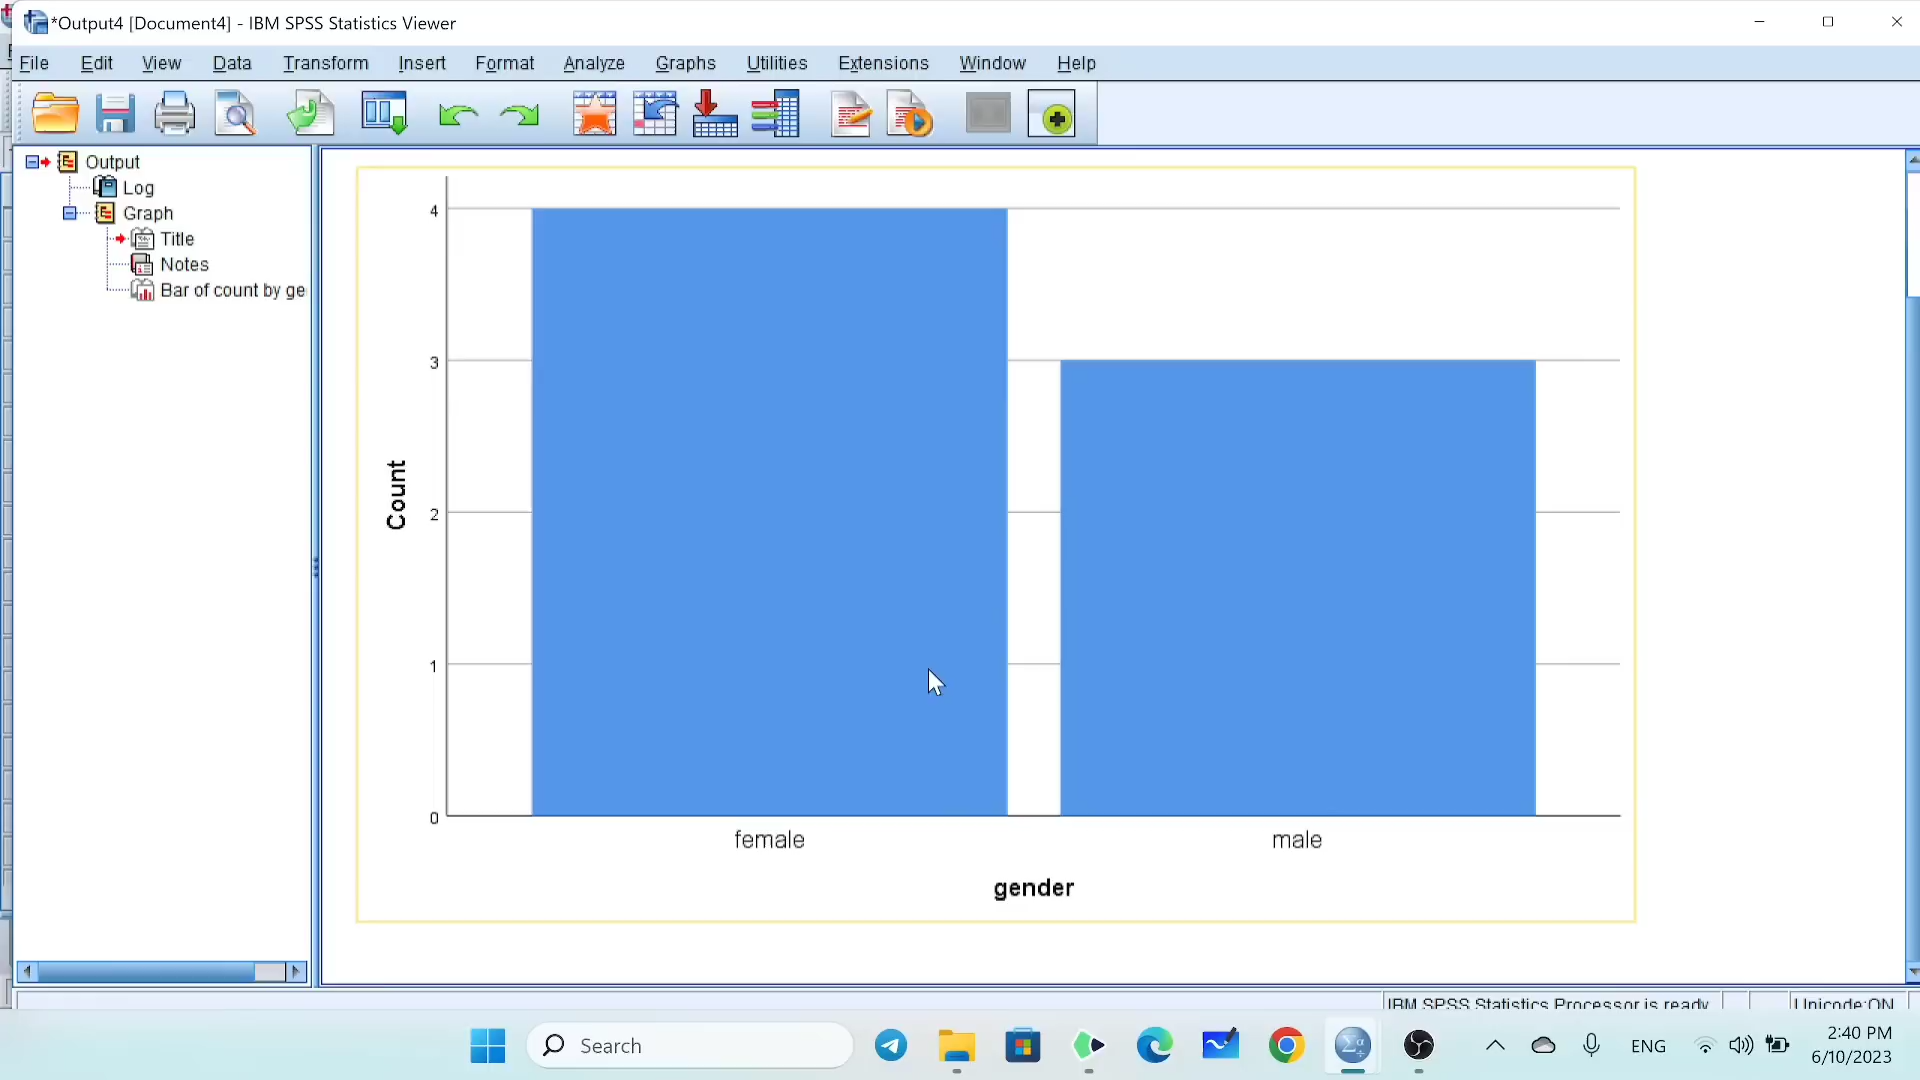 *Output4 [Document4] - IBM SPSS Statistics Viewer
File Edit View Data Transform Insert Format Analyze Graphs Utilities Extensions Window Help
Output
Log
Graph
Title
Notes
Bar of count by ge
4
3
2
1
0
Count
female male
gender
IBM SPSS Statistics Processor is ready Unicode:ON
Search
ENG
2:40 PM
6/10/2023